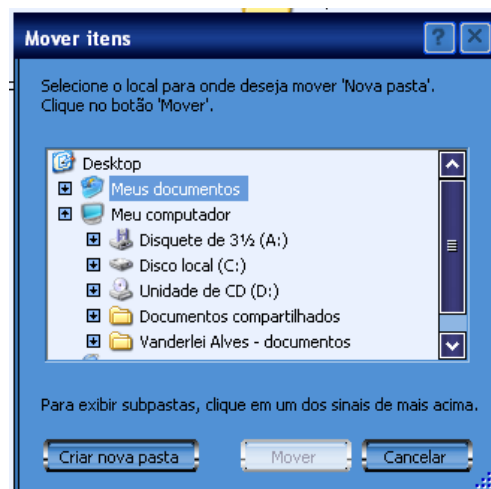 Mover itens
Selecione o local para onde deseja mover 'Nova pasta'.
Clique no botão 'Mover'.
Desktop
Meus documentos
Meu computador
Disquete de 3½ (A:)
Disco local (C:)
Unidade de CD (D:)
Documentos compartilhados
Vanderlei Alves - documentos
Para exibir subpastas, clique em um dos sinais de mais acima.
Criar nova pasta
Mover
Cancelar